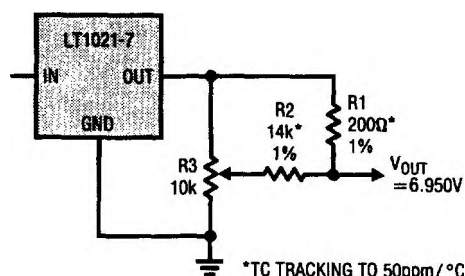 LT1021-7
IN
OUT
GND
R3
10k
R2
14k*
1%
R1
200Ω*
1%
VOUT
=6.950V
*TC TRACKING TO 50ppm/°C